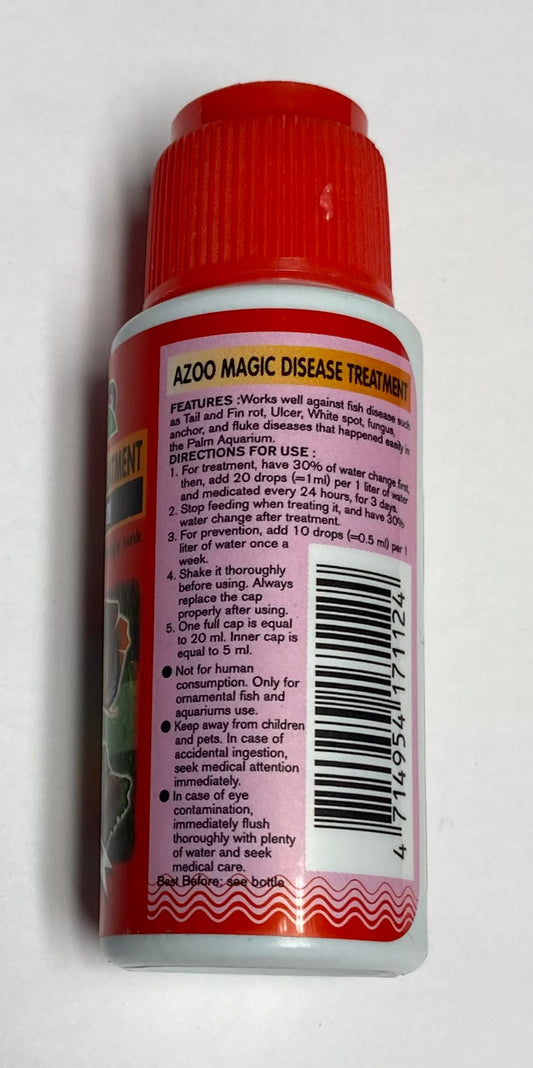 AZOO MAGIC DISEASE TREATMENT
FEATURES :Works well against fish disease such
as Tail and Fin rot, Ulcer, White spot, fungus,
anchor, and fluke diseases that happened easily in
the Palm Aquarium.
DIRECTIONS FOR USE :
1. For treatment, have 30% of water change first,
then, add 20 drops (=1ml) per 1 liter of water
and medicated every 24 hours, for 3 days.
2. Stop feeding when treating it, and have 30%
water change after treatment.
3. For prevention, add 10 drops (=0.5 ml) per 1
liter of water once a
week.
4. Shake it thoroughly
before using. Always
replace the cap
properly after using.
5. One full cap is equal
to 20 ml. Inner cap is
equal to 5 ml.
● Not for human
consumption. Only for
ornamental fish and
aquariums use.
● Keep away from children
and pets. In case of
accidental ingestion,
seek medical attention
immediately.
● In case of eye
contamination,
immediately flush
thoroughly with plenty
of water and seek
medical care.
Best Before: see bottle
4 714954 171124
TMENT
tank